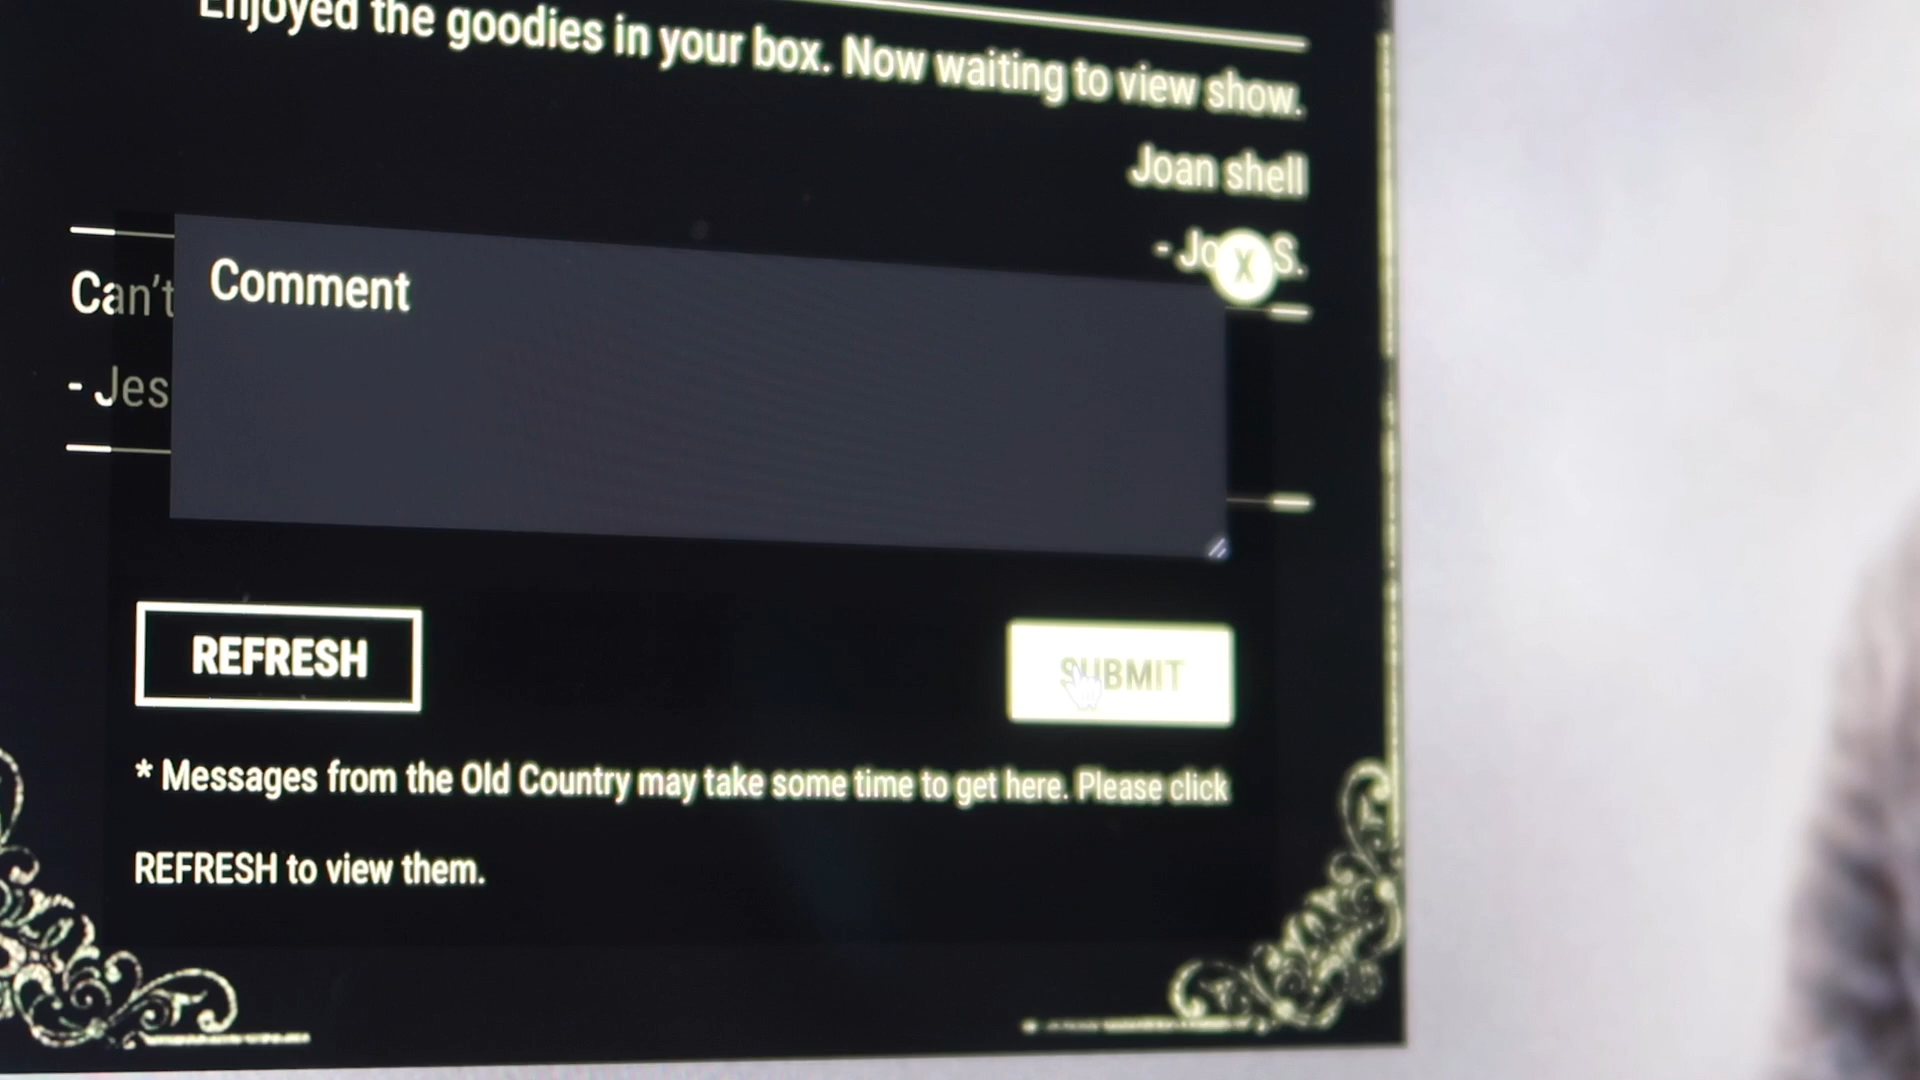 Enjoyed the goodies in your box. Now waiting to view show.
Joan shell
- Jo S.
X
Can't
- Jes
Comment
REFRESH
SUBMIT
* Messages from the Old Country may take some time to get here. Please click
REFRESH to view them.